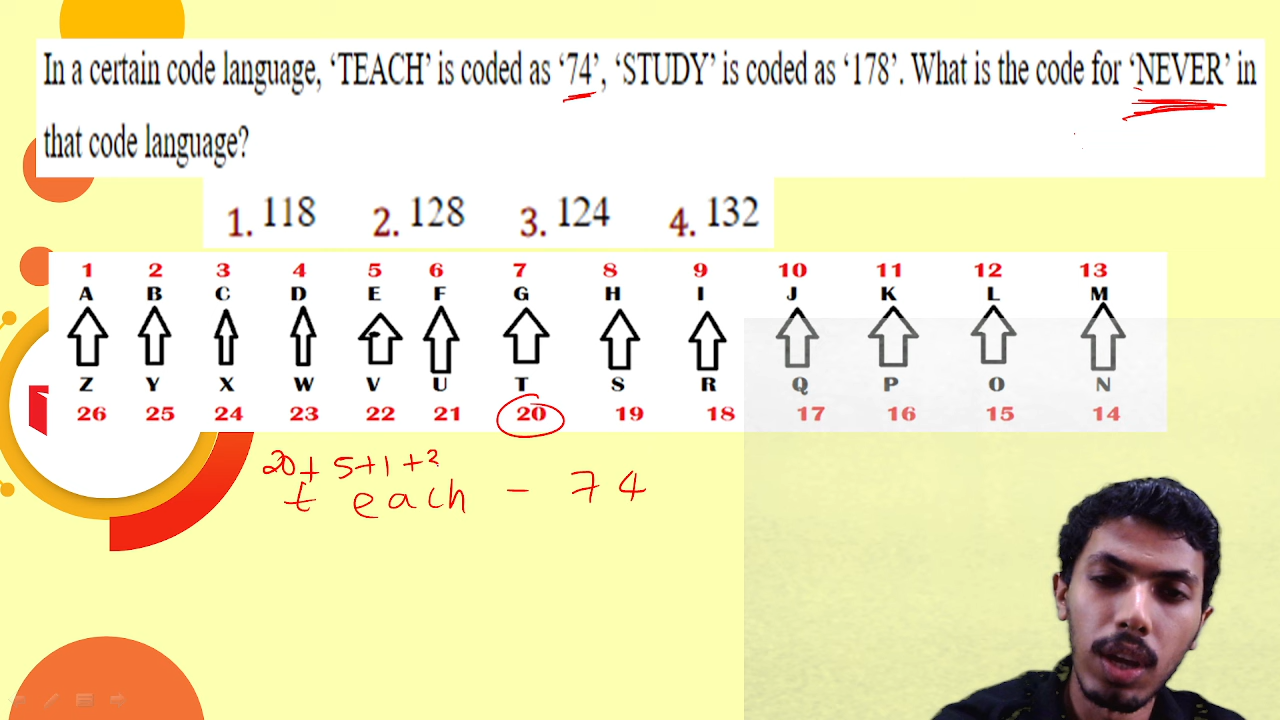 In a certain code language, ‘TEACH’ is coded as ‘74’, ‘STUDY’ is coded as ‘178’. What is the code for ‘NEVER’ in
that code language?
1. 118 2. 128 3. 124 4. 132
1 2 3 4 5 6 7 8 9 10 11 12 13
A B C D E F G H I J K L M
Z Y X W V U T S R Q P O N
26 25 24 23 22 21 20 19 18 17 16 15 14
20+ 5+1+2
t each - 74